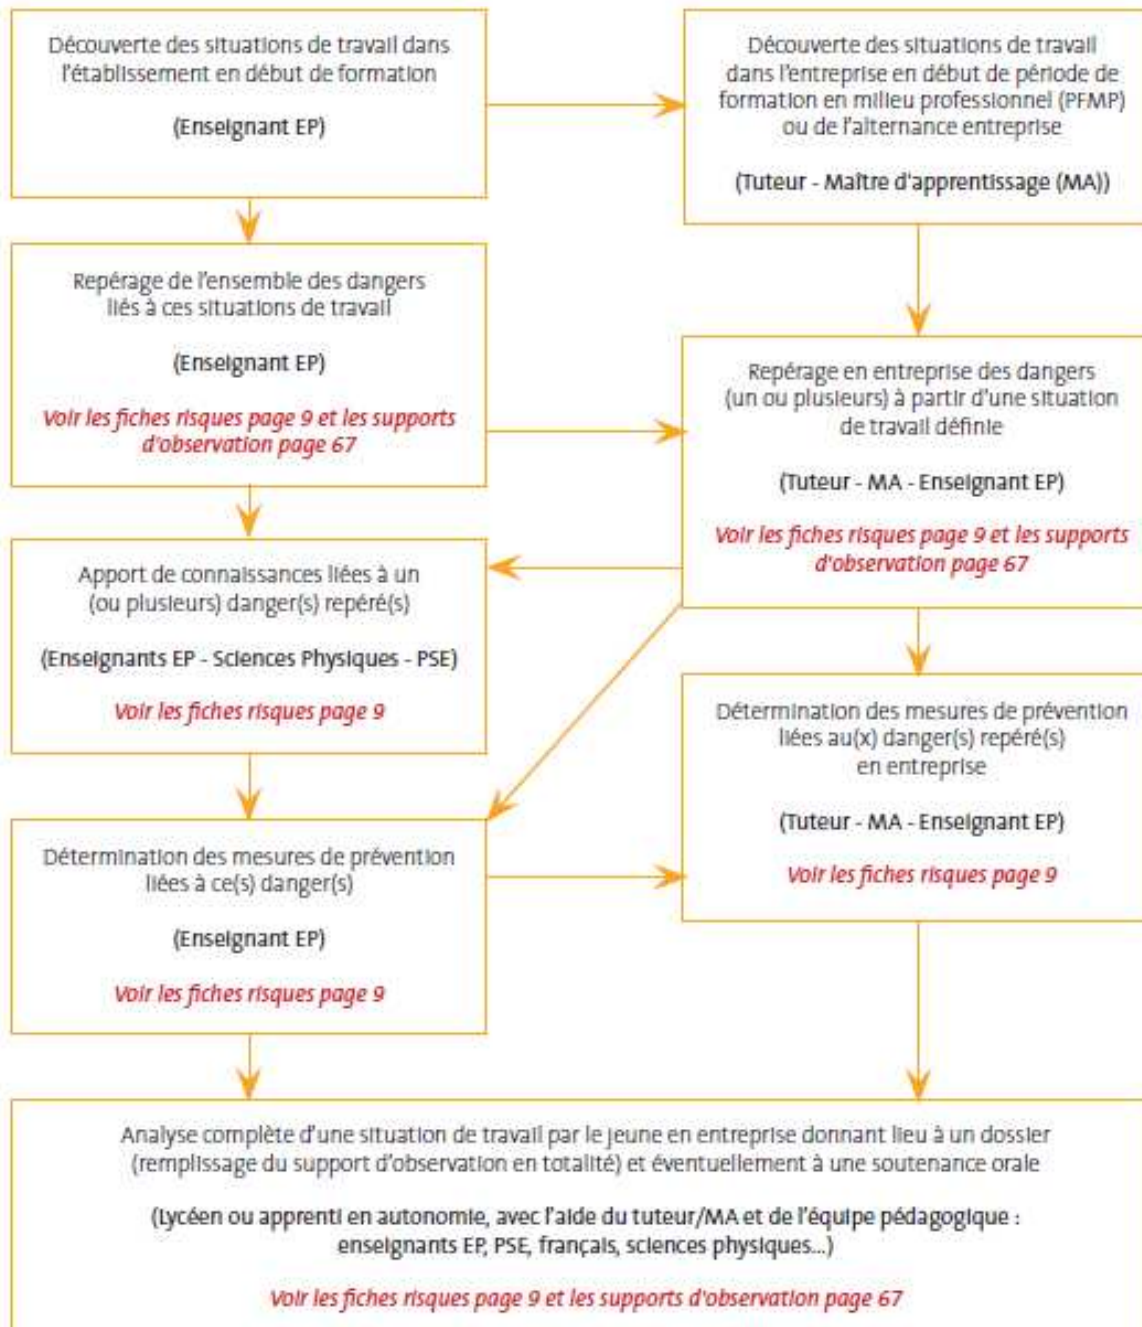 Découverte des situations de travail dans
l'établissement en début de formation
(Enseignant EP)
Découverte des situations de travail
dans l'entreprise en début de période de
formation en milieu professionnel (PFMP)
ou de l'alternance entreprise
(Tuteur - Maître d'apprentissage (MA))
Repérage de l'ensemble des dangers
liés à ces situations de travail
(Enseignant EP)
Voir les fiches risques page 9 et les supports
d'observation page 67
Repérage en entreprise des dangers
(un ou plusieurs) à partir d'une situation
de travail définie
(Tuteur - MA - Enseignant EP)
Voir les fiches risques page 9 et les supports
d'observation page 67
Apport de connaissances liées à un
(ou plusieurs) danger(s) repéré(s)
(Enseignants EP - Sciences Physiques - PSE)
Voir les fiches risques page 9
Détermination des mesures de prévention
liées au(x) danger(s) repéré(s)
en entreprise
(Tuteur - MA - Enseignant EP)
Voir les fiches risques page 9
Détermination des mesures de prévention
liées à ce(s) danger(s)
(Enseignant EP)
Voir les fiches risques page 9
Analyse complète d'une situation de travail par le jeune en entreprise donnant lieu à un dossier
(remplissage du support d'observation en totalité) et éventuellement à une soutenance orale
(Lycéen ou apprenti en autonomie, avec l'aide du tuteur/MA et de l'équipe pédagogique :
enseignants EP, PSE, français, sciences physiques...)
Voir les fiches risques page 9 et les supports d'observation page 67